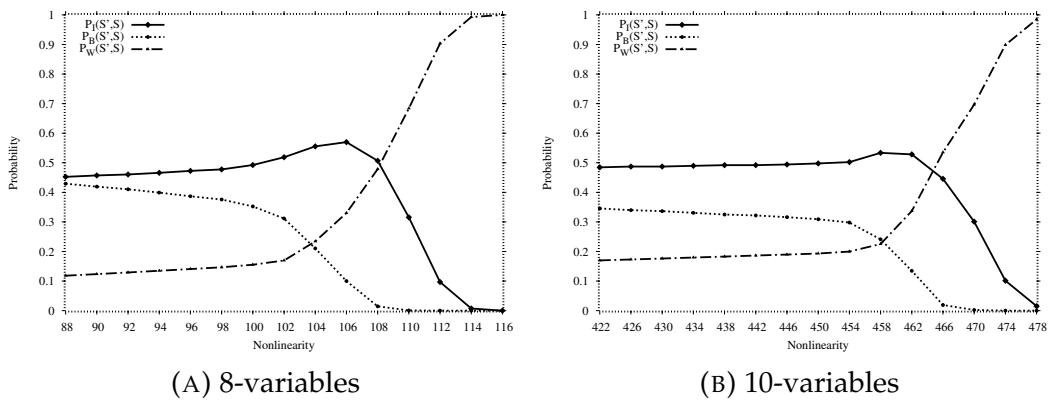 P_I(S',S)
P_B(S',S)
P_W(S',S)
1
0.9
0.8
0.7
0.6
0.5
0.4
0.3
0.2
0.1
0
Probability
88 90 92 94 96 98 100 102 104 106 108 110 112 114 116
Nonlinearity
(A) 8-variables
P_I(S',S)
P_B(S',S)
P_W(S',S)
1
0.9
0.8
0.7
0.6
0.5
0.4
0.3
0.2
0.1
0
Probability
422 426 430 434 438 442 446 450 454 458 462 466 470 474 478
Nonlinearity
(B) 10-variables